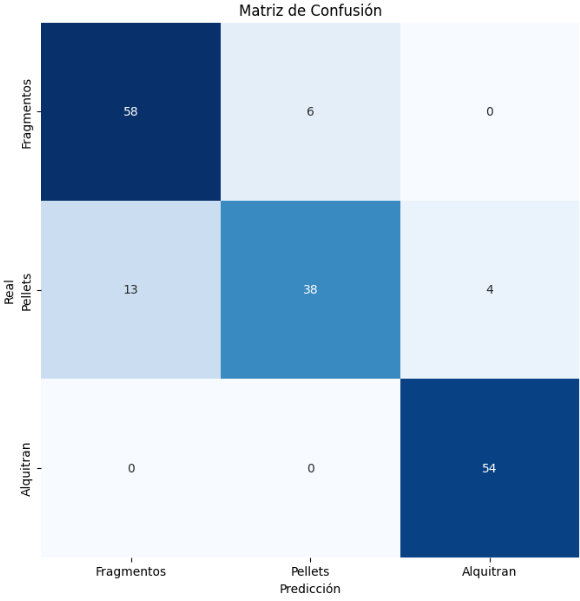 Matriz de Confusión
Fragmentos
58
6
0
Real
Pellets
13
38
4
Alquitran
0
0
54
Fragmentos
Pellets
Alquitran
Predicción